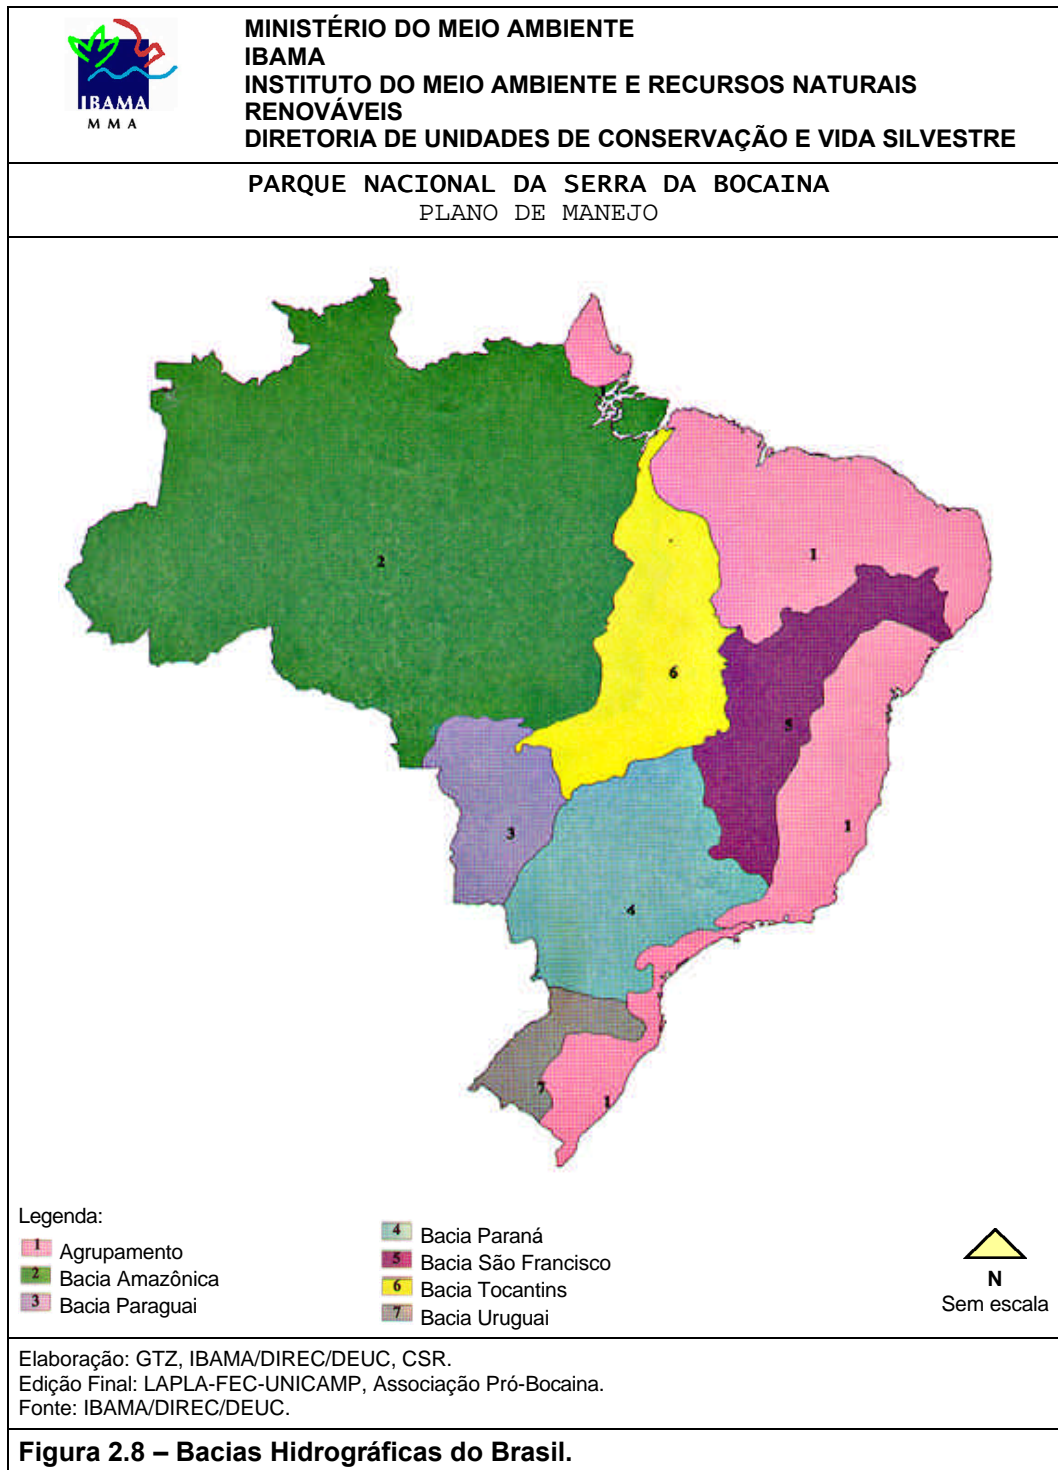 IBAMA
M M A
MINISTÉRIO DO MEIO AMBIENTE
IBAMA
INSTITUTO DO MEIO AMBIENTE E RECURSOS NATURAIS
RENOVÁVEIS
DIRETORIA DE UNIDADES DE CONSERVAÇÃO E VIDA SILVESTRE
PARQUE NACIONAL DA SERRA DA BOCAINA
PLANO DE MANEJO
2
1
6
5
3
1
4
7
1
Legenda:
1 Agrupamento
2 Bacia Amazônica
3 Bacia Paraguai
4 Bacia Paraná
5 Bacia São Francisco
6 Bacia Tocantins
7 Bacia Uruguai
N
Sem escala
Elaboração: GTZ, IBAMA/DIREC/DEUC, CSR.
Edição Final: LAPLA-FEC-UNICAMP, Associação Pró-Bocaina.
Fonte: IBAMA/DIREC/DEUC.
Figura 2.8 – Bacias Hidrográficas do Brasil.